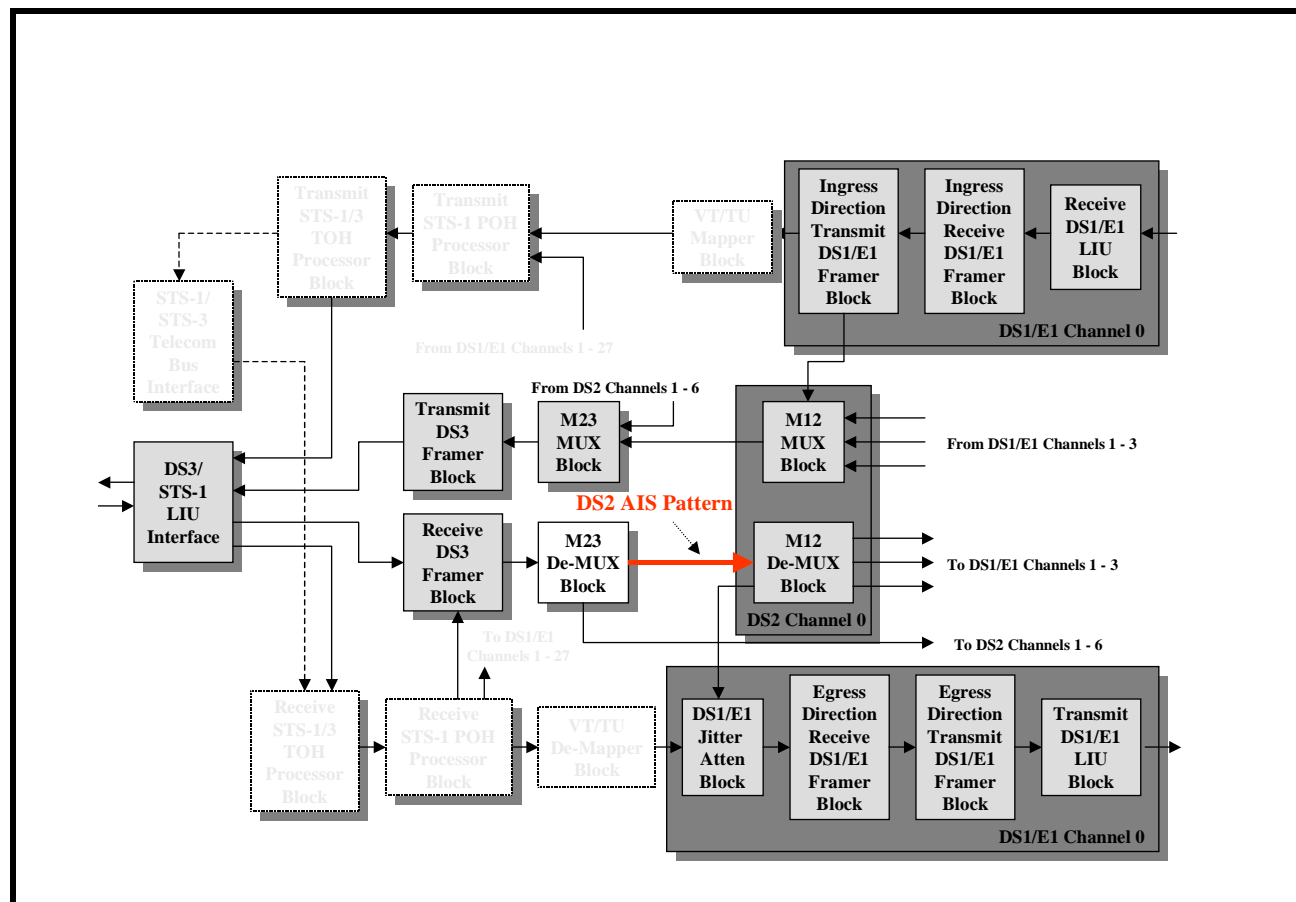 Transmit
STS-1/3
TOH
Processor
Block
Transmit
STS-1 POH
Processor
Block
VT/TU
Mapper
Block
Ingress
Direction
Transmit
DS1/E1
Framer
Block
Ingress
Direction
Receive
DS1/E1
Framer
Block
Receive
DS1/E1
LIU
Block
DS1/E1 Channel 0
STS-1/
STS-3
Telecom
Bus
Interface
From DS1/E1 Channels 1 - 27
From DS2 Channels 1 - 6
Transmit
DS3
Framer
Block
M23
MUX
Block
M12
MUX
Block
From DS1/E1 Channels 1 - 3
DS3/
STS-1
LIU
Interface
DS2 AIS Pattern
Receive
DS3
Framer
Block
M23
De-MUX
Block
M12
De-MUX
Block
To DS1/E1 Channels 1 - 3
DS2 Channel 0
To DS1/E1
Channels 1 - 27
To DS2 Channels 1 - 6
Receive
STS-1/3
TOH
Processor
Block
Receive
STS-1 POH
Processor
Block
VT/TU
De-Mapper
Block
DS1/E1
Jitter
Atten
Block
Egress
Direction
Receive
DS1/E1
Framer
Block
Egress
Direction
Transmit
DS1/E1
Framer
Block
Transmit
DS1/E1
LIU
Block
DS1/E1 Channel 0